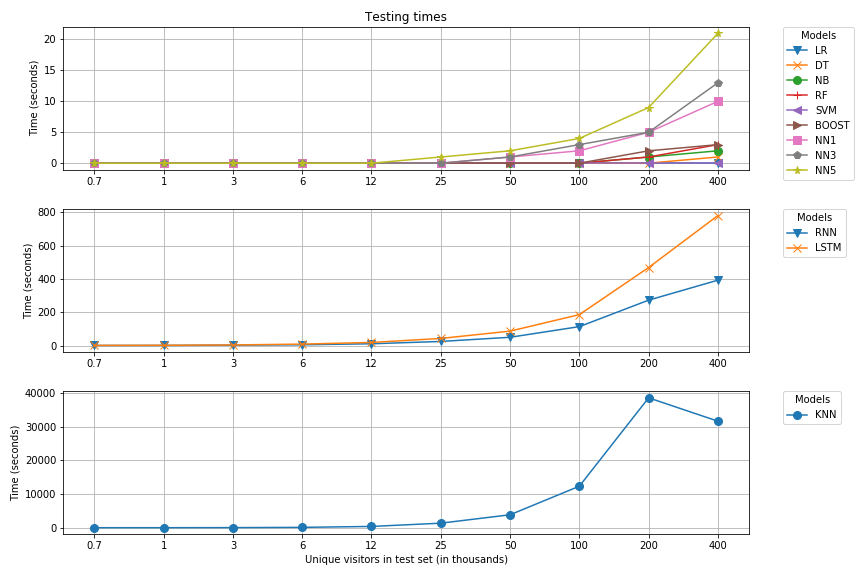 Testing times
Time (seconds)
20
15
10
5
0
0.7 1 3 6 12 25 50 100 200 400
Models
LR
DT
NB
RF
SVM
BOOST
NN1
NN3
NN5
Time (seconds)
800
600
400
200
0
0.7 1 3 6 12 25 50 100 200 400
Models
RNN
LSTM
Time (seconds)
40000
30000
20000
10000
0
0.7 1 3 6 12 25 50 100 200 400
Unique visitors in test set (in thousands)
Models
KNN